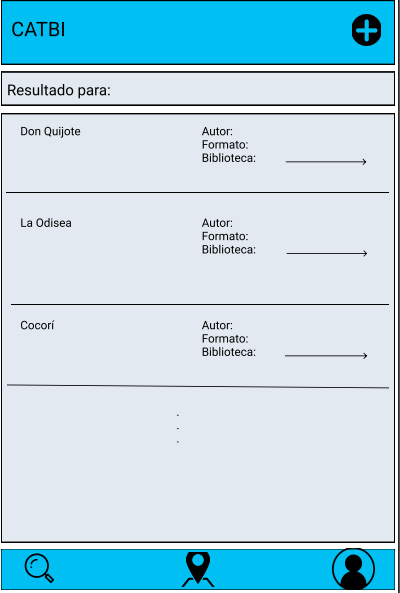 CATBI
Resultado para:
Don Quijote
Autor:
Formato:
Biblioteca:
La Odisea
Autor:
Formato:
Biblioteca:
Cocorí
Autor:
Formato:
Biblioteca:
.
.
.